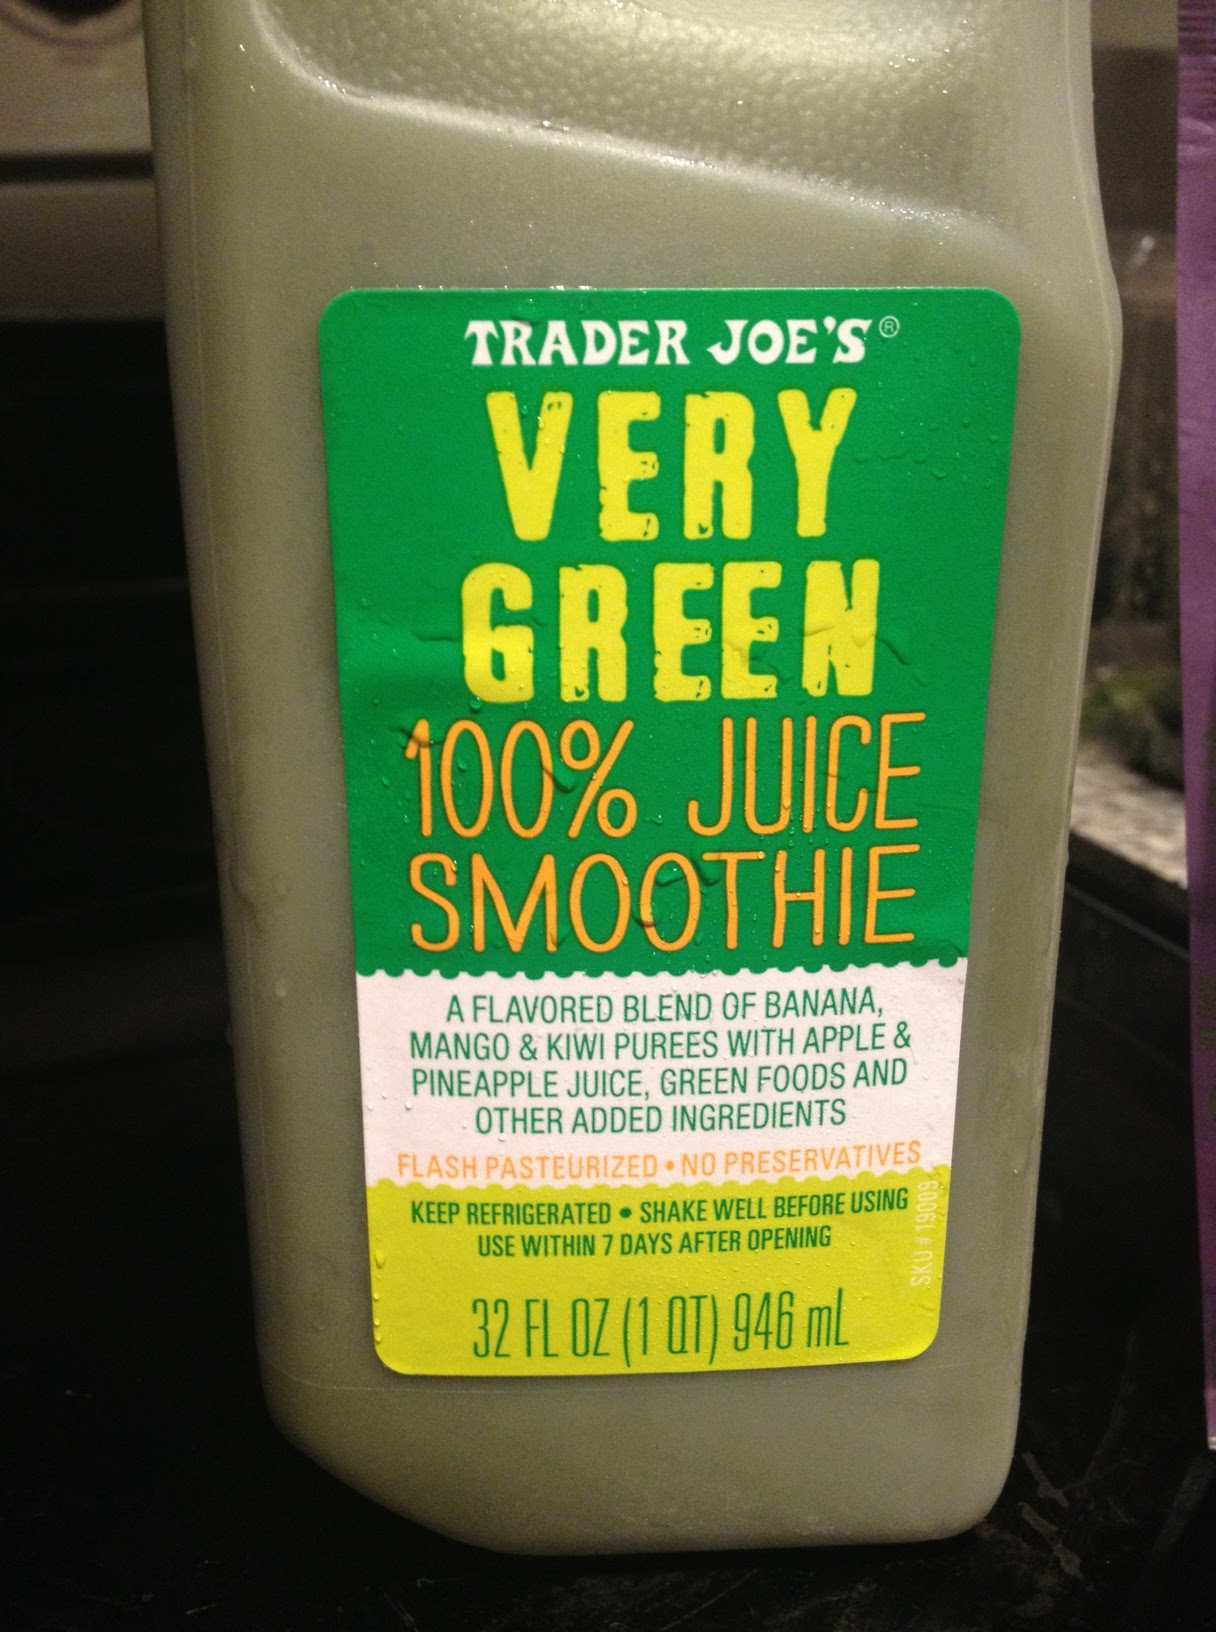 TRADER JOE'S®
VERY
GREEN
100% JUICE
SMOOTHIE
A FLAVORED BLEND OF BANANA,
MANGO & KIWI PUREES WITH APPLE &
PINEAPPLE JUICE, GREEN FOODS AND
OTHER ADDED INGREDIENTS
FLASH PASTEURIZED • NO PRESERVATIVES
KEEP REFRIGERATED • SHAKE WELL BEFORE USING
USE WITHIN 7 DAYS AFTER OPENING
SKU # 19009
32 FL OZ (1 QT) 946 mL